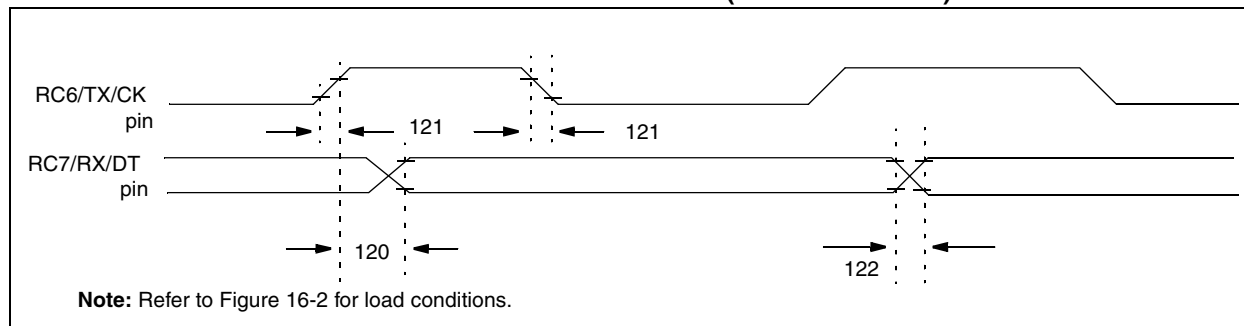 RC6/TX/CK
pin
121
121
RC7/RX/DT
pin
120
122
Note: Refer to Figure 16-2 for load conditions.